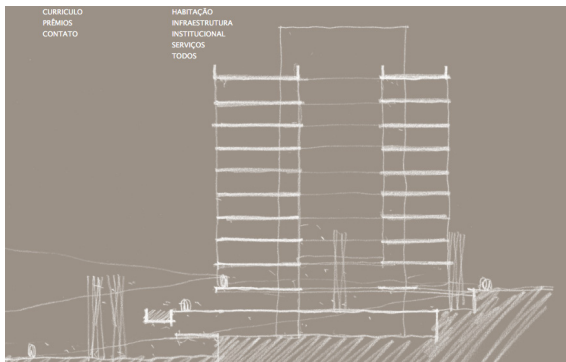 CURRICULO
PRÊMIOS
CONTATO
HABITAÇÃO
INFRAESTRUTURA
INSTITUCIONAL
SERVIÇOS
TODOS